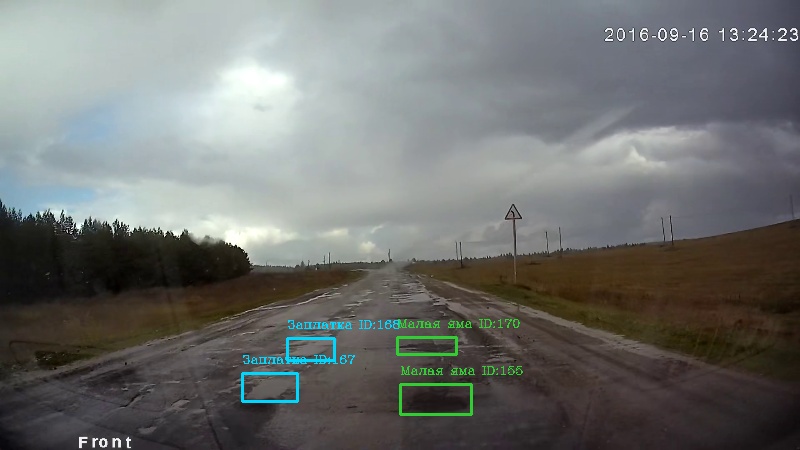 2016-09-16 13:24:23
Заплатка ID:168
Малая яма ID:170
Заплатка ID:167
Малая яма ID:155
Front